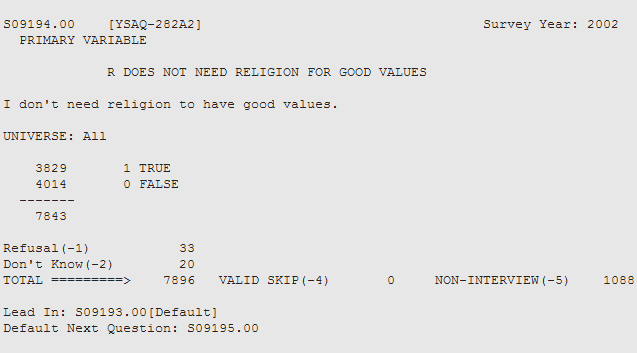 S09194.00 [YSAQ-282A2] Survey Year: 2002
PRIMARY VARIABLE
R DOES NOT NEED RELIGION FOR GOOD VALUES
I don't need religion to have good values.
UNIVERSE: All
3829 1 TRUE
4014 0 FALSE
-------
7843
Refusal(-1) 33
Don't Know(-2) 20
TOTAL =========> 7896 VALID SKIP(-4) 0 NON-INTERVIEW(-5) 1088
Lead In: S09193.00[Default]
Default Next Question: S09195.00